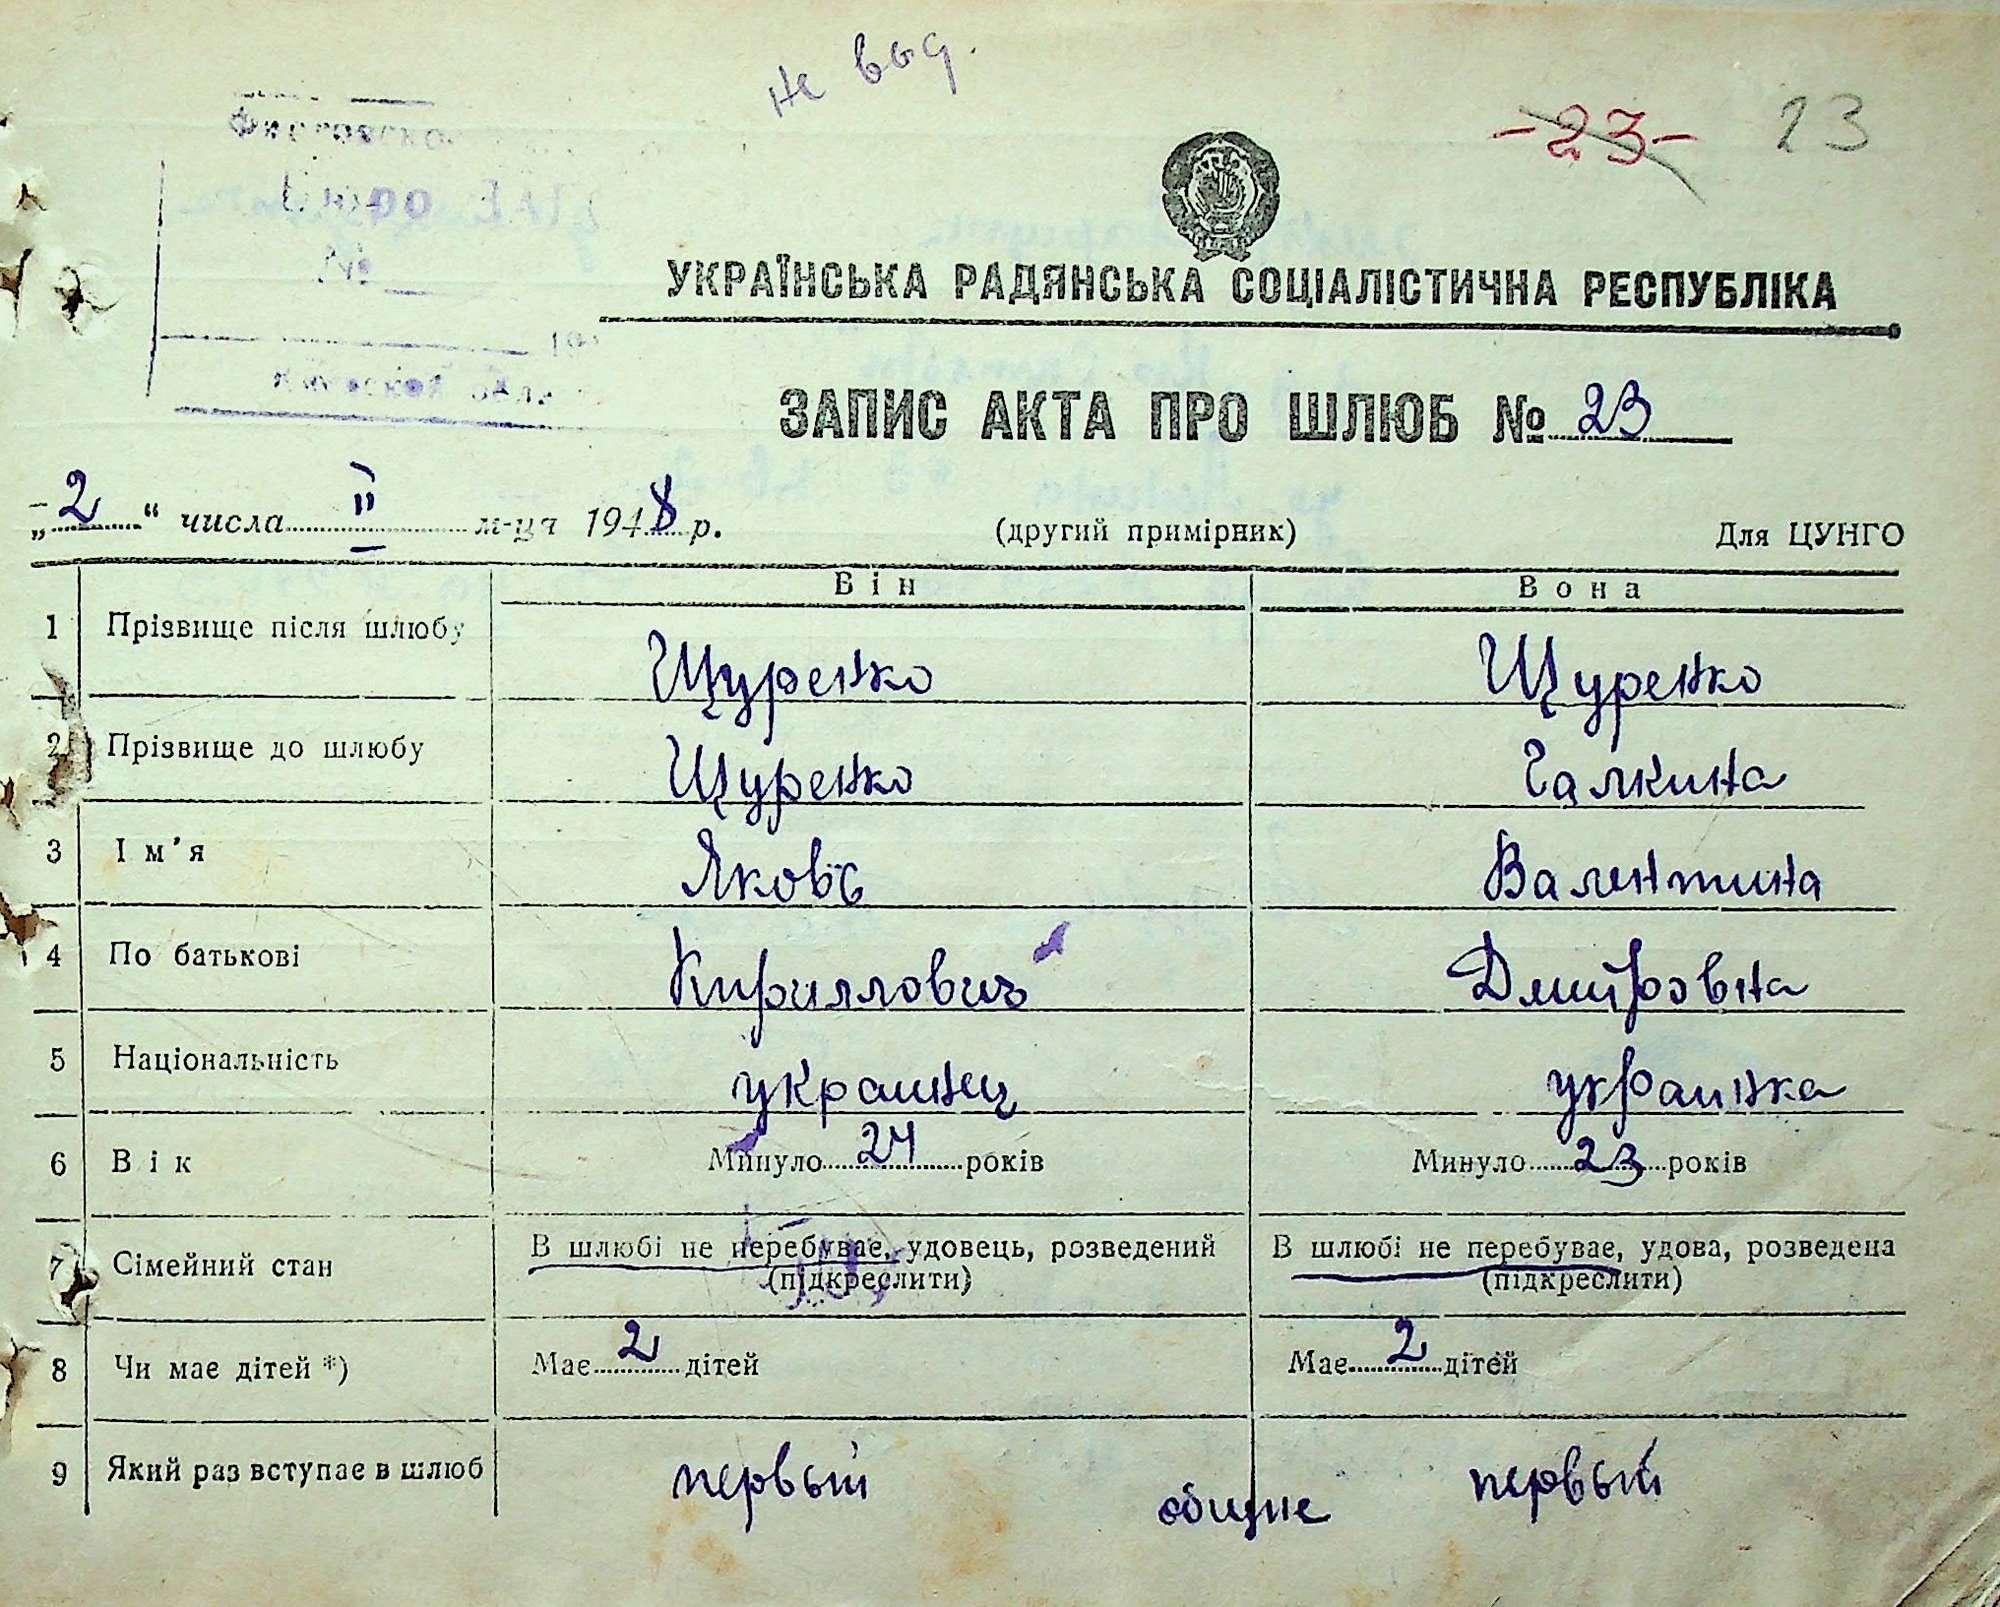 не выд.
-23- 23
УКРАЇНСЬКА РАДЯНСЬКА СОЦІАЛІСТИЧНА РЕСПУБЛІКА
ЗАПИС АКТА ПРО ШЛЮБ № 23
„2“ числа II м-ця 1948 р. (другий примірник) Для ЦУНГО
Він Вона
1 Прізвище після шлюбу Щуренко Щуренко
2 Прізвище до шлюбу Щуренко Галкина
3 Ім'я Яков Валентина
4 По батькові Кириллович Дмитровна
5 Національність украинец украинка
6 Вік Минуло 24 років Минуло 23 років
7 Сімейний стан В шлюбі не перебуває, удовець, розведений В шлюбі не перебуває, удова, розведена
(підкреслити) (підкреслити)
8 Чи має дітей *) Має 2 дітей Має 2 дітей
9 Який раз вступає в шлюб первый первый
общие